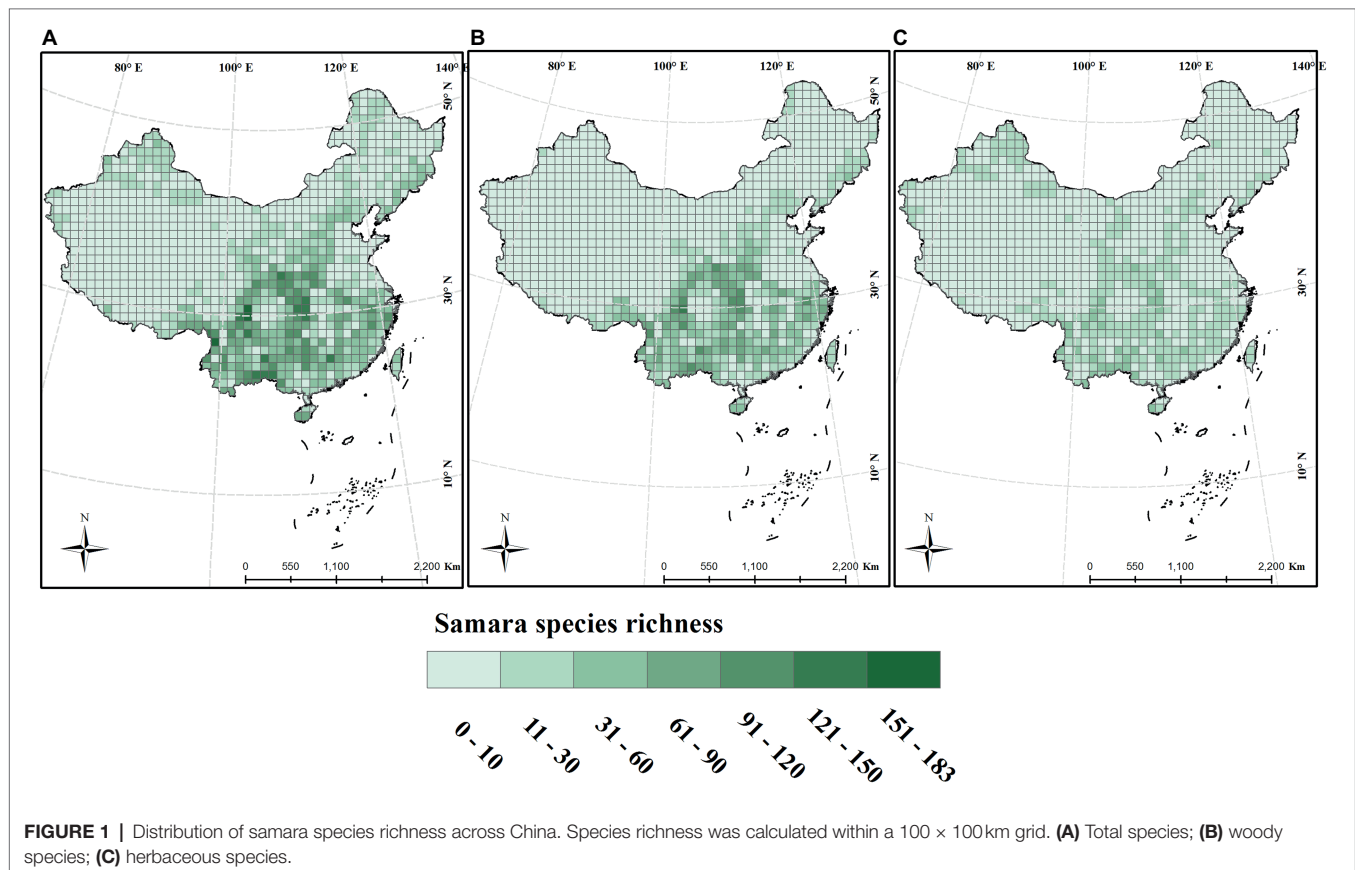 A
B
C
80° E
100° E
120° E
140° E
80° E
100° E
120° E
140° E
80° E
100° E
120° E
140° E
50° N
30° N
10° N
50° N
30° N
10° N
50° N
30° N
10° N
N
N
N
0 550 1,100 2,200 Km
0 550 1,100 2,200 Km
0 550 1,100 2,200 Km
Samara species richness
0 - 10
11 - 30
31 - 60
61 - 90
91 - 120
121 - 150
151 - 183
FIGURE 1 | Distribution of samara species richness across China. Species richness was calculated within a 100 × 100 km grid. (A) Total species; (B) woody
species; (C) herbaceous species.